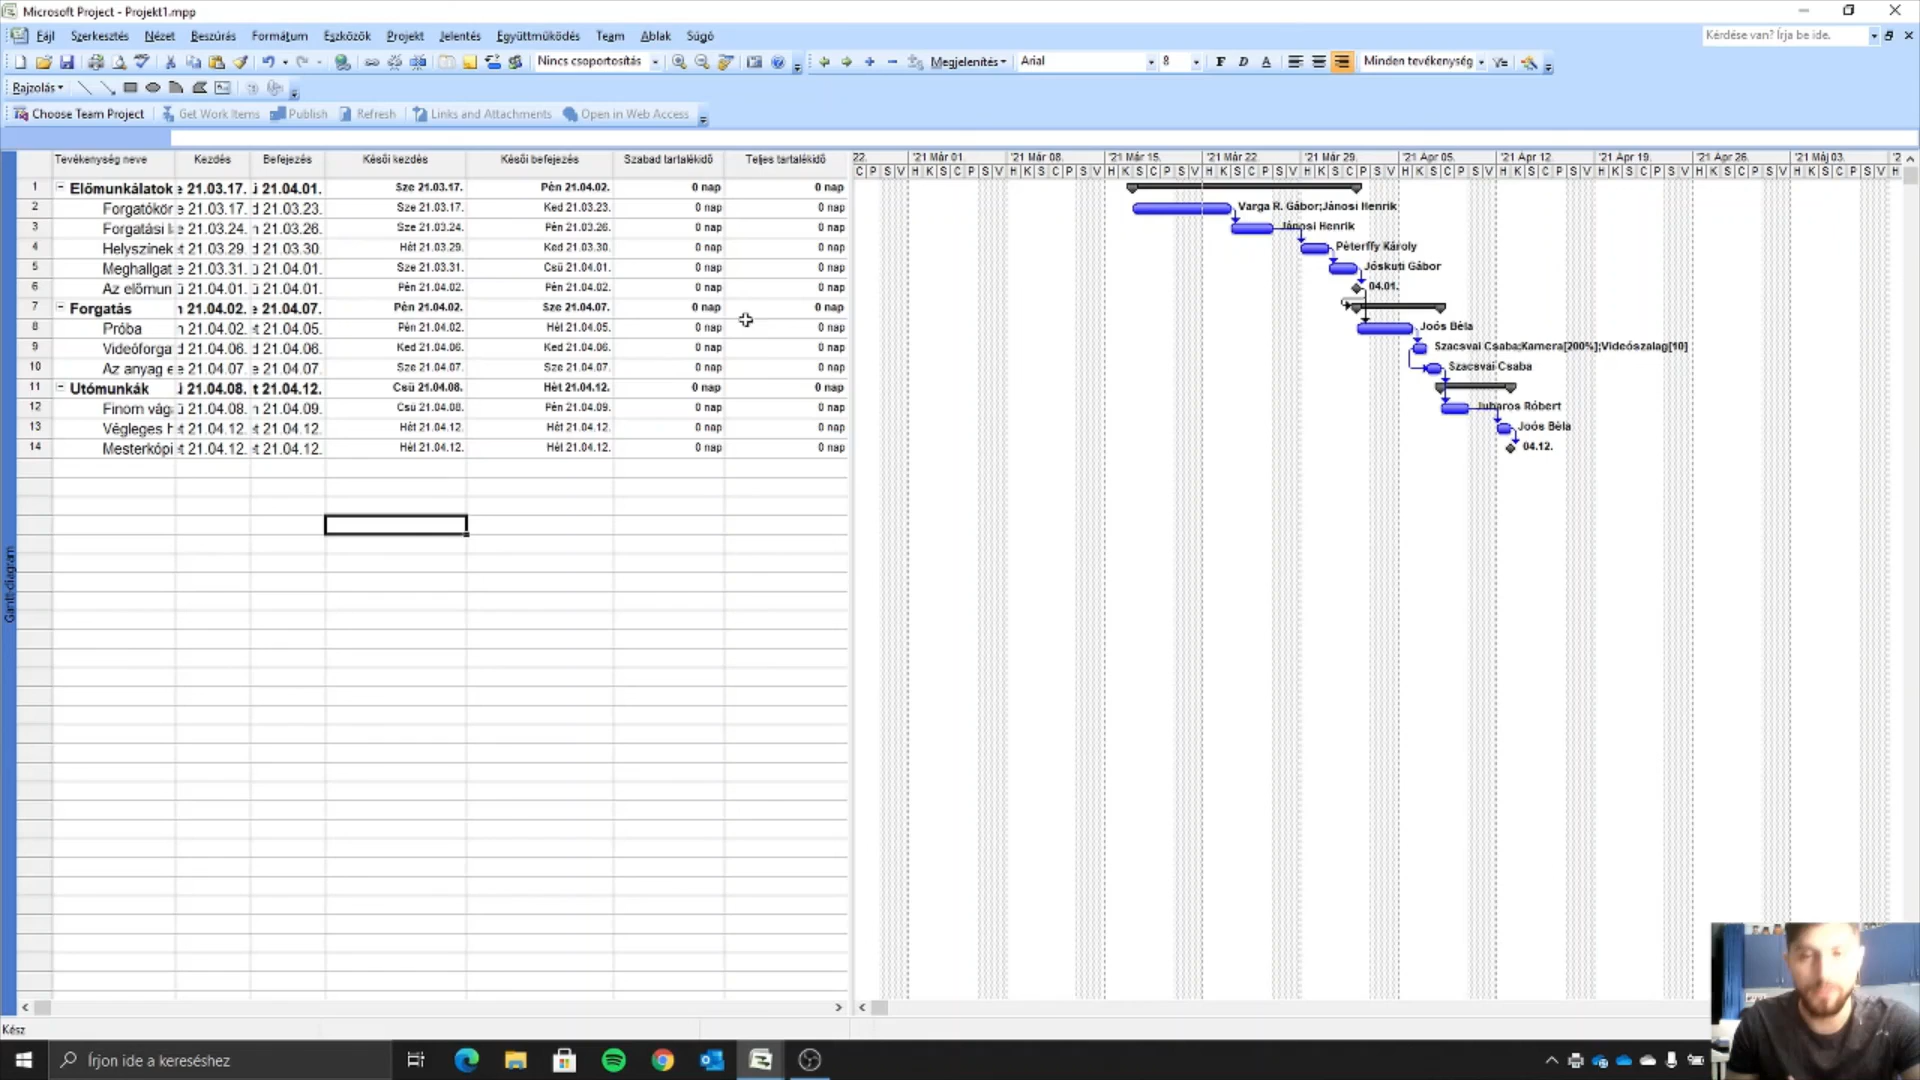 Microsoft Project - Projekt1.mpp
Fájl Szerkesztés Nézet Beszúrás Formátum Eszközök Projekt Jelentés Együttműködés Team Ablak Súgó
Kérdése van? Írja be ide.
Nincs csoportosítás
Megjelenítés
Arial
8
F D A
Minden tevékenység
Rajzolás
Choose Team Project Get Work Items Publish Refresh Links and Attachments Open in Web Access
Tevékenység neve Kezdés Befejezés Késői kezdés Késői befejezés Szabad tartalékidő Teljes tartalékidő
22. '21 Már 01. '21 Már 08. '21 Már 15. '21 Már 22. '21 Már 29. '21 Apr 05. '21 Apr 12. '21 Apr 19. '21 Apr 26. '21 Máj 03.
1 Előmunkálatok 21.03.17. 21.04.01. Sze 21.03.17. Pén 21.04.02. 0 nap 0 nap
2 Forgatókör 21.03.17. 21.03.23. Sze 21.03.17. Ked 21.03.23. 0 nap 0 nap
Varga R. Gábor;Jánosi Henrik
3 Forgatási 21.03.24. 21.03.26. Sze 21.03.24. Pén 21.03.26. 0 nap 0 nap
Jánosi Henrik
4 Helyszínek 21.03.29. 21.03.30. Hét 21.03.29. Ked 21.03.30. 0 nap 0 nap
Péterffy Károly
5 Meghallgat 21.03.31. 21.04.01. Sze 21.03.31. Csü 21.04.01. 0 nap 0 nap
Jóskuti Gábor
6 Az előmun 21.04.01. 21.04.01. Pén 21.04.02. Pén 21.04.02. 0 nap 0 nap
04.01.
7 Forgatás 21.04.02. 21.04.07. Pén 21.04.02. Sze 21.04.07. 0 nap 0 nap
8 Próba 21.04.02. 21.04.05. Pén 21.04.02. Hét 21.04.05. 0 nap 0 nap
Joós Béla
9 Videóforga 21.04.06. 21.04.06. Ked 21.04.06. Ked 21.04.06. 0 nap 0 nap
Szacsvai Csaba;Kamera[200%];Videószalag[10]
10 Az anyag e 21.04.07. 21.04.07. Sze 21.04.07. Sze 21.04.07. 0 nap 0 nap
Szacsvai Csaba
11 Utómunkák 21.04.08. 21.04.12. Csü 21.04.08. Hét 21.04.12. 0 nap 0 nap
12 Finom vág 21.04.08. 21.04.09. Csü 21.04.08. Pén 21.04.09. 0 nap 0 nap
Juharos Róbert
13 Végleges 21.04.12. 21.04.12. Hét 21.04.12. Hét 21.04.12. 0 nap 0 nap
Joós Béla
14 Mesterkópi 21.04.12. 21.04.12. Hét 21.04.12. Hét 21.04.12. 0 nap 0 nap
04.12.
Gantt-diagram
Kész
Írjon ide a kereséshez